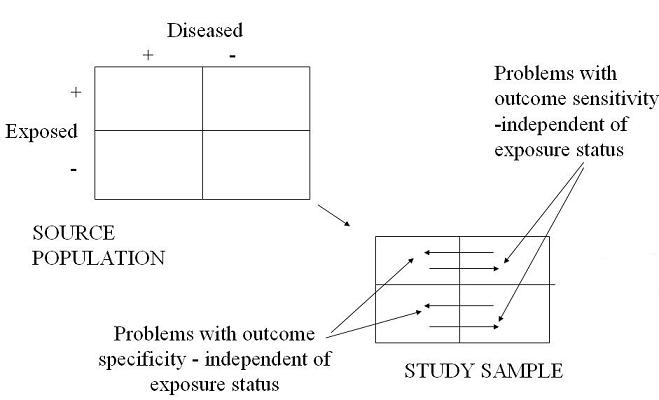 Diseased
+ -
+
Exposed
-
SOURCE
POPULATION
Problems with
outcome sensitivity
-independent of
exposure status
Problems with outcome
specificity - independent of
exposure status
STUDY SAMPLE